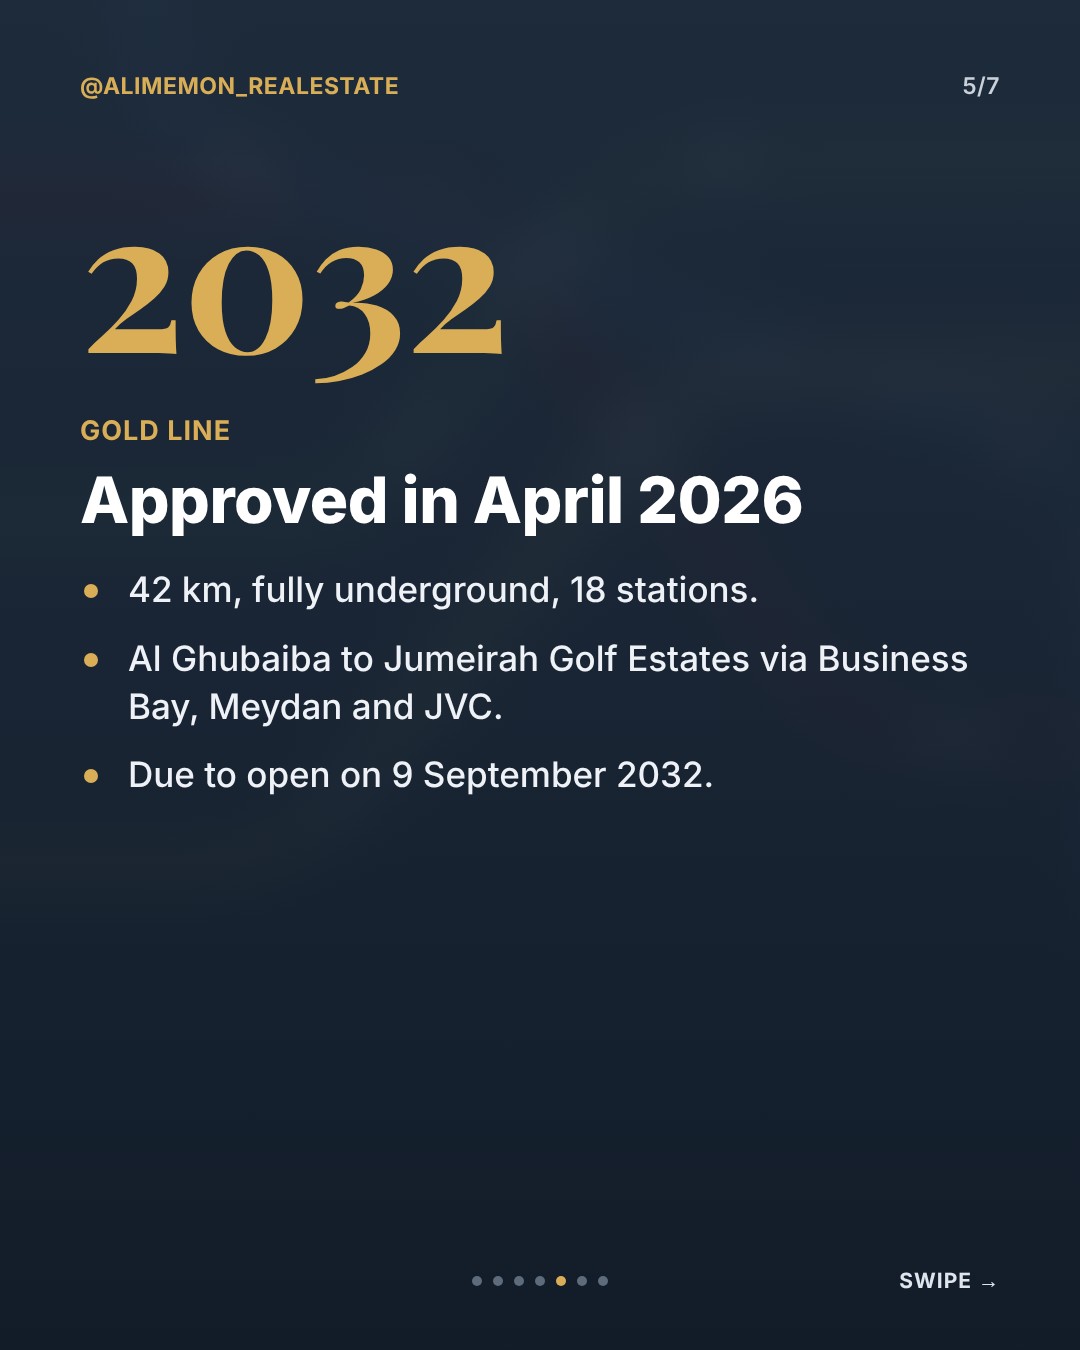 @ALIMEMON_REALESTATE
5/7
2032
GOLD LINE
Approved in April 2026
• 42 km, fully underground, 18 stations.
• Al Ghubaiba to Jumeirah Golf Estates via Business
Bay, Meydan and JVC.
• Due to open on 9 September 2032.
SWIPE →